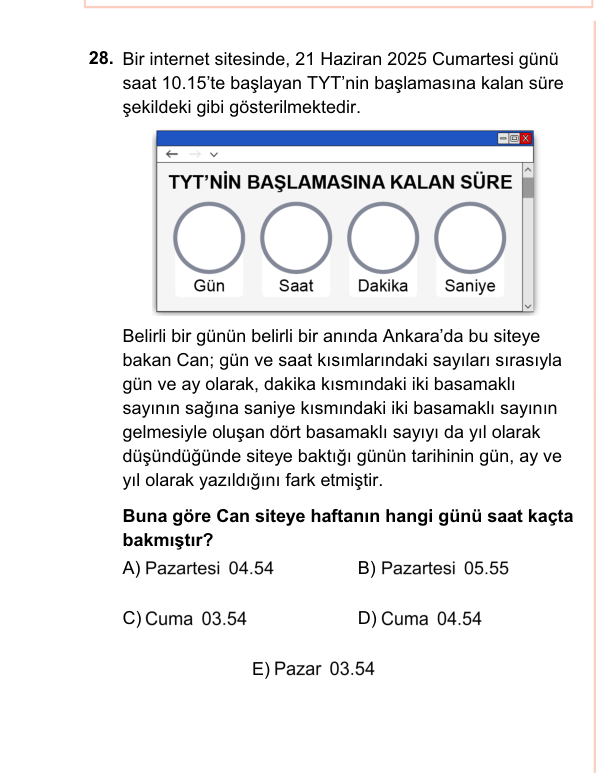 28. Bir internet sitesinde, 21 Haziran 2025 Cumartesi günü
saat 10.15’te başlayan TYT’nin başlamasına kalan süre
şekildeki gibi gösterilmektedir.
TYT’NİN BAŞLAMASINA KALAN SÜRE
Gün Saat Dakika Saniye
Belirli bir günün belirli bir anında Ankara’da bu siteye
bakan Can; gün ve saat kısımlarındaki sayıları sırasıyla
gün ve ay olarak, dakika kısmındaki iki basamaklı
sayının sağına saniye kısmındaki iki basamaklı sayının
gelmesiyle oluşan dört basamaklı sayıyı da yıl olarak
düşündüğünde siteye baktığı günün tarihinin gün, ay ve
yıl olarak yazıldığını fark etmiştir.
Buna göre Can siteye haftanın hangi günü saat kaçta
bakmıştır?
A) Pazartesi 04.54 B) Pazartesi 05.55
C) Cuma 03.54 D) Cuma 04.54
E) Pazar 03.54